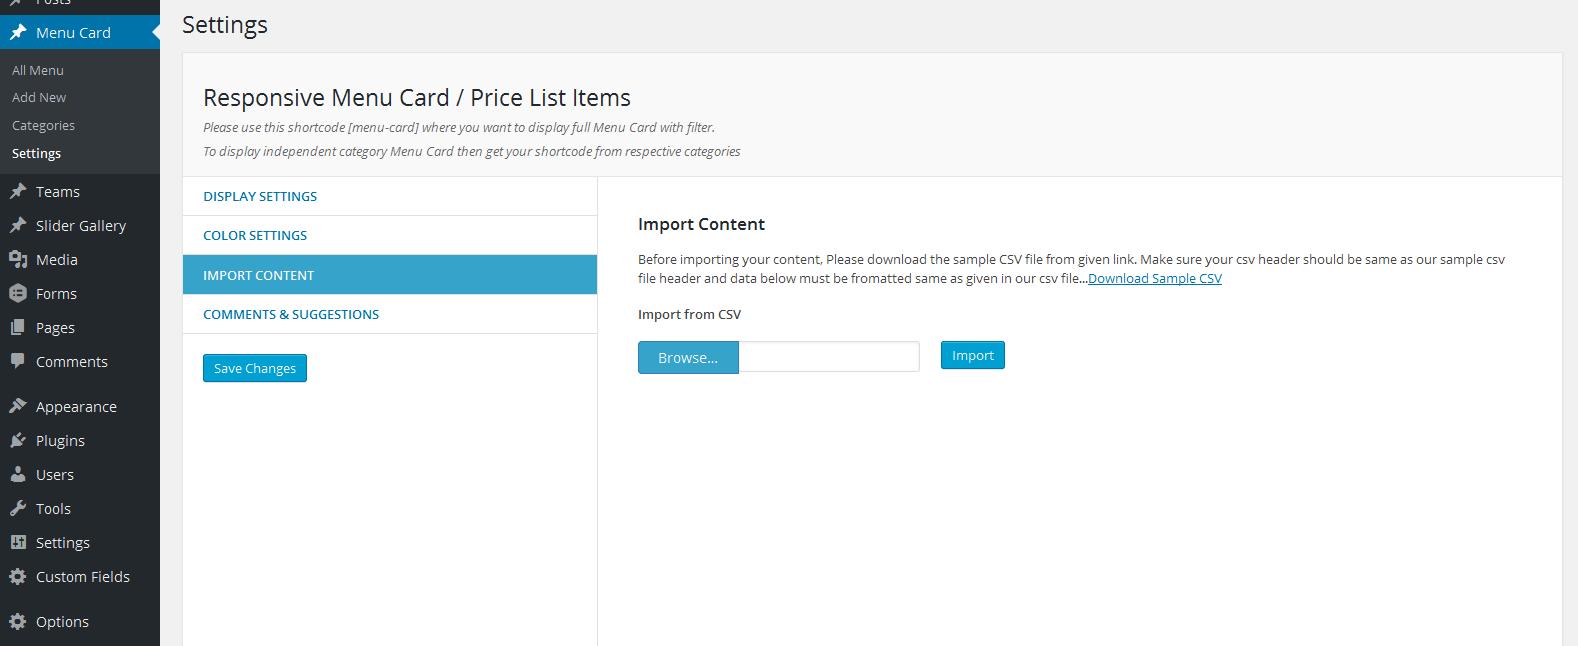 Posts
Menu Card
All Menu
Add New
Categories
Settings
Teams
Slider Gallery
Media
Forms
Pages
Comments
Appearance
Plugins
Users
Tools
Settings
Custom Fields
Options
Settings
Responsive Menu Card / Price List Items
Please use this shortcode [menu-card] where you want to display full Menu Card with filter.
To display independent category Menu Card then get your shortcode from respective categories
DISPLAY SETTINGS
COLOR SETTINGS
IMPORT CONTENT
COMMENTS & SUGGESTIONS
Save Changes
Import Content
Before importing your content, Please download the sample CSV file from given link. Make sure your csv header should be same as our sample csv
file header and data below must be fromatted same as given in our csv file...Download Sample CSV
Import from CSV
Browse...
Import